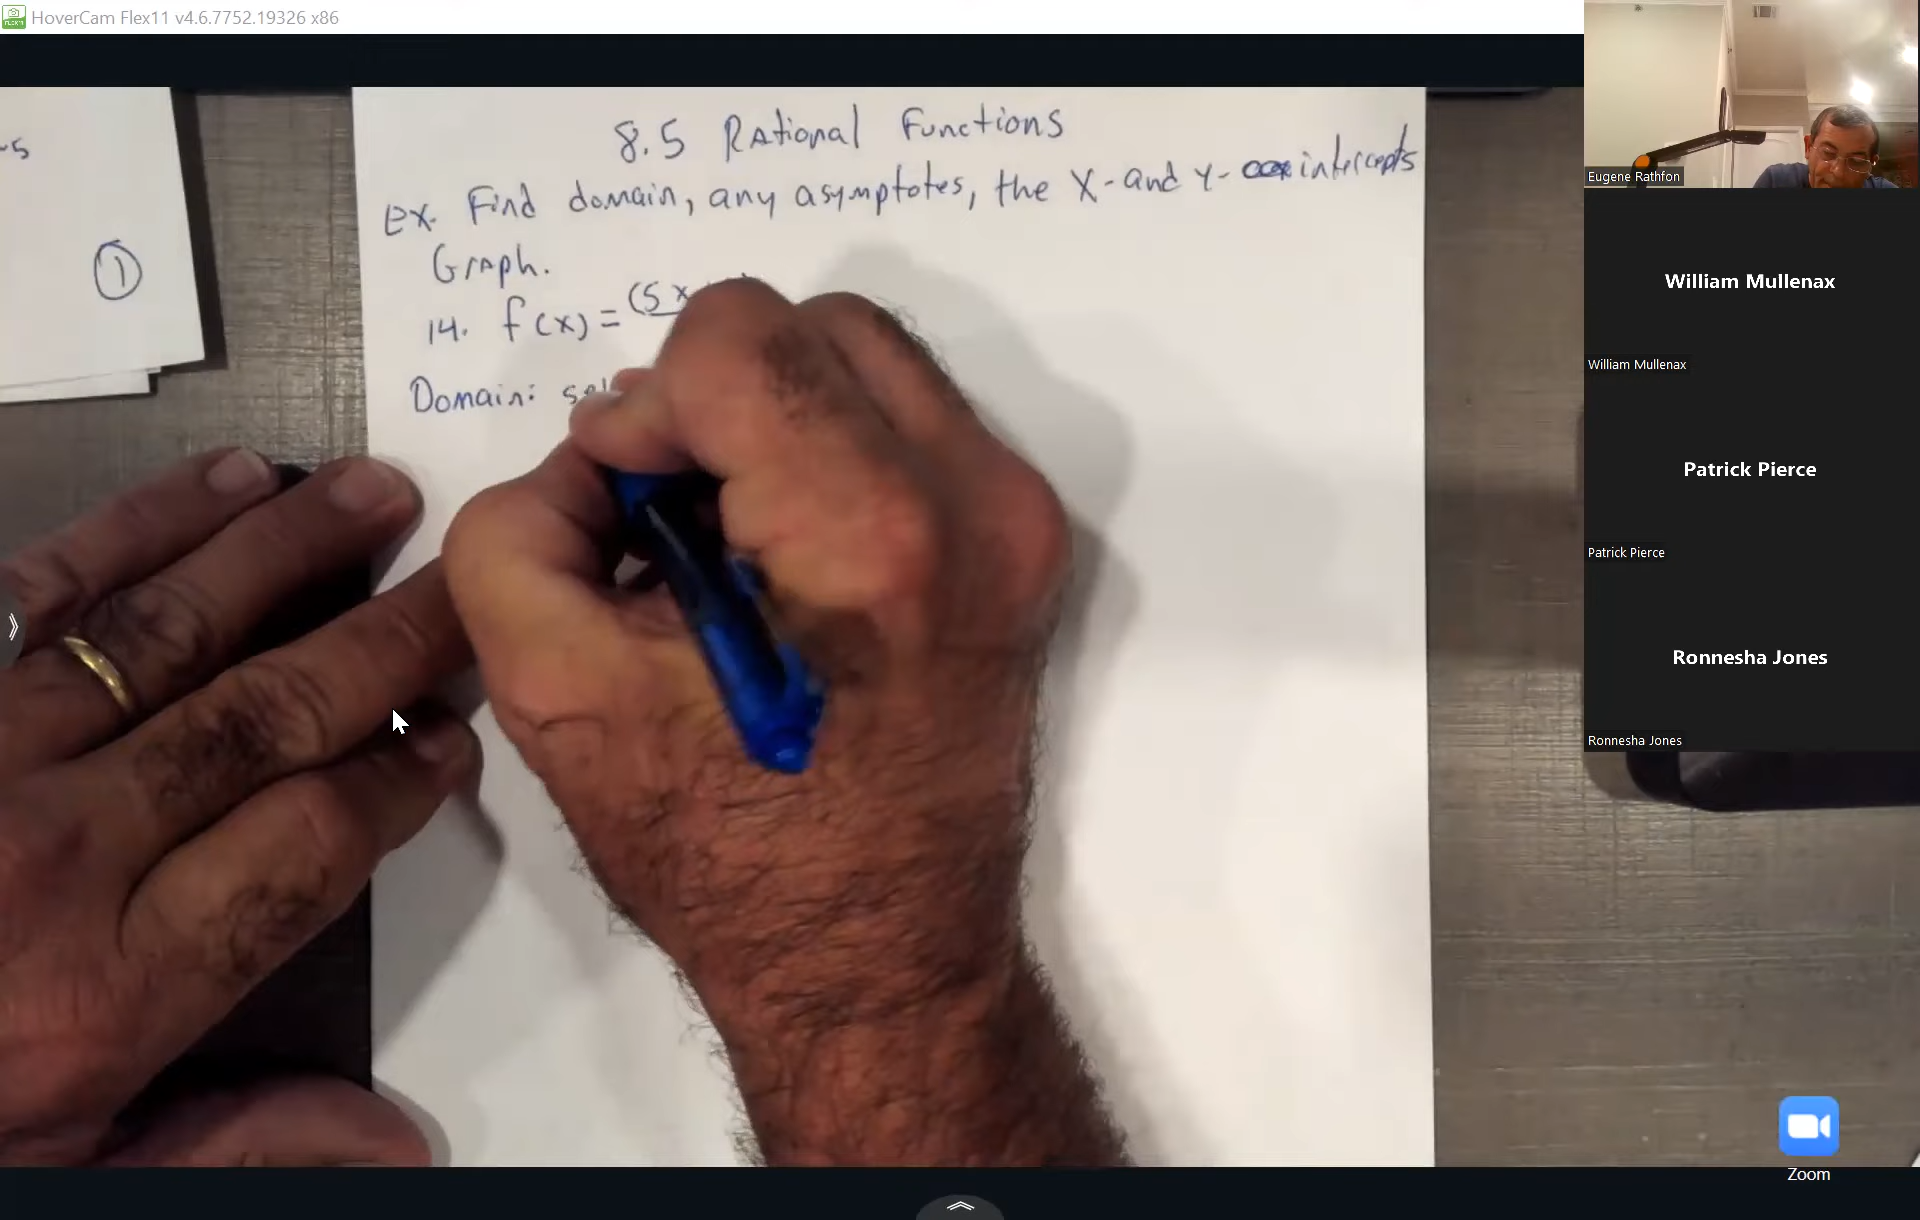 HoverCam Flex11 v4.6.7752.19326 x86
8.5 Rational Functions
ex. Find domain, any asymptotes, the x-and y- intercepts
Graph.
14. f(x) = (5x
Domain:
1
Eugene Rathfon
William Mullenax
William Mullenax
Patrick Pierce
Patrick Pierce
Ronnesha Jones
Ronnesha Jones
Zoom